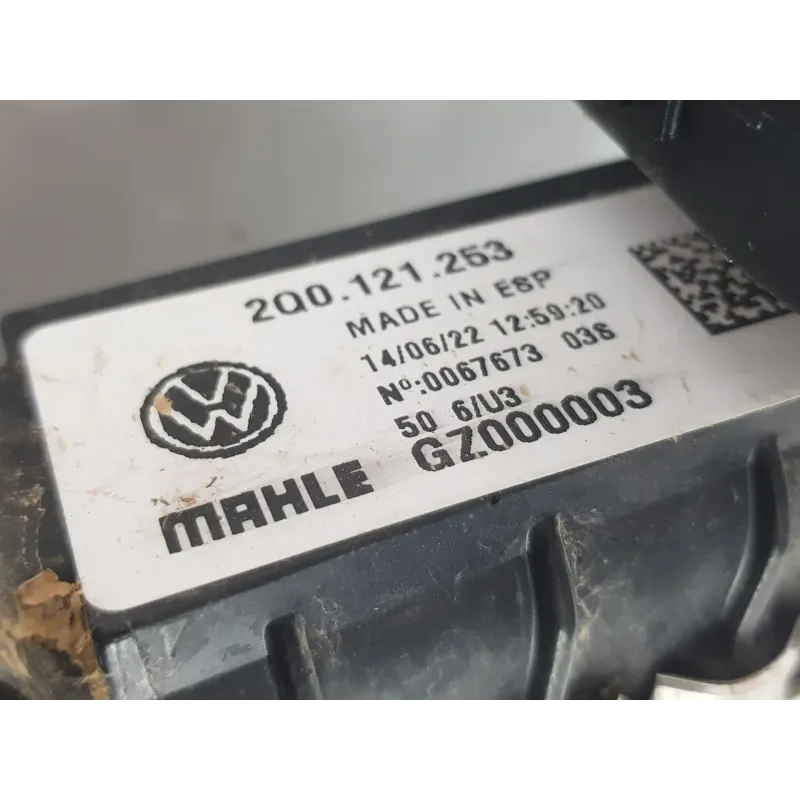 2Q0.121.253
MADE IN ESP
14/06/22 12:59:20
Nº:0067673 036
50 6/U3
MAHLE GZ000003